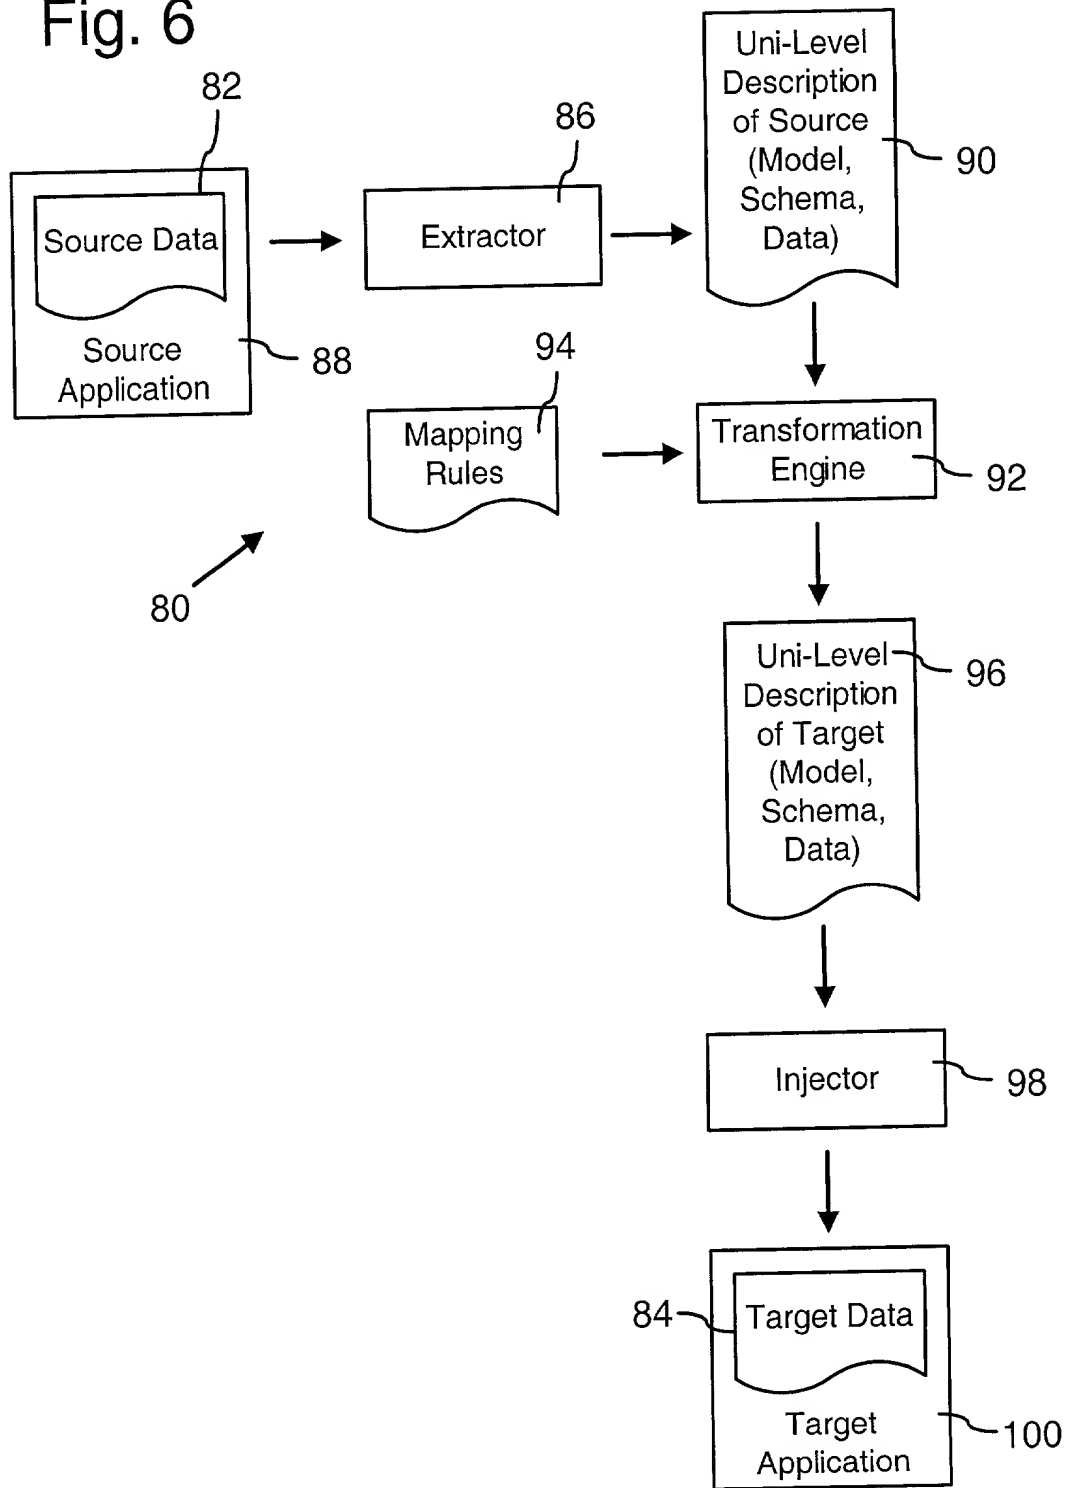 Fig. 6
82
Source Data
Source
Application
88
86
Extractor
Uni-Level
Description
of Source
(Model,
Schema,
Data)
90
94
Mapping
Rules
Transformation
Engine
92
80
Uni-Level
Description
of Target
(Model,
Schema,
Data)
96
Injector
98
84
Target Data
Target
Application
100